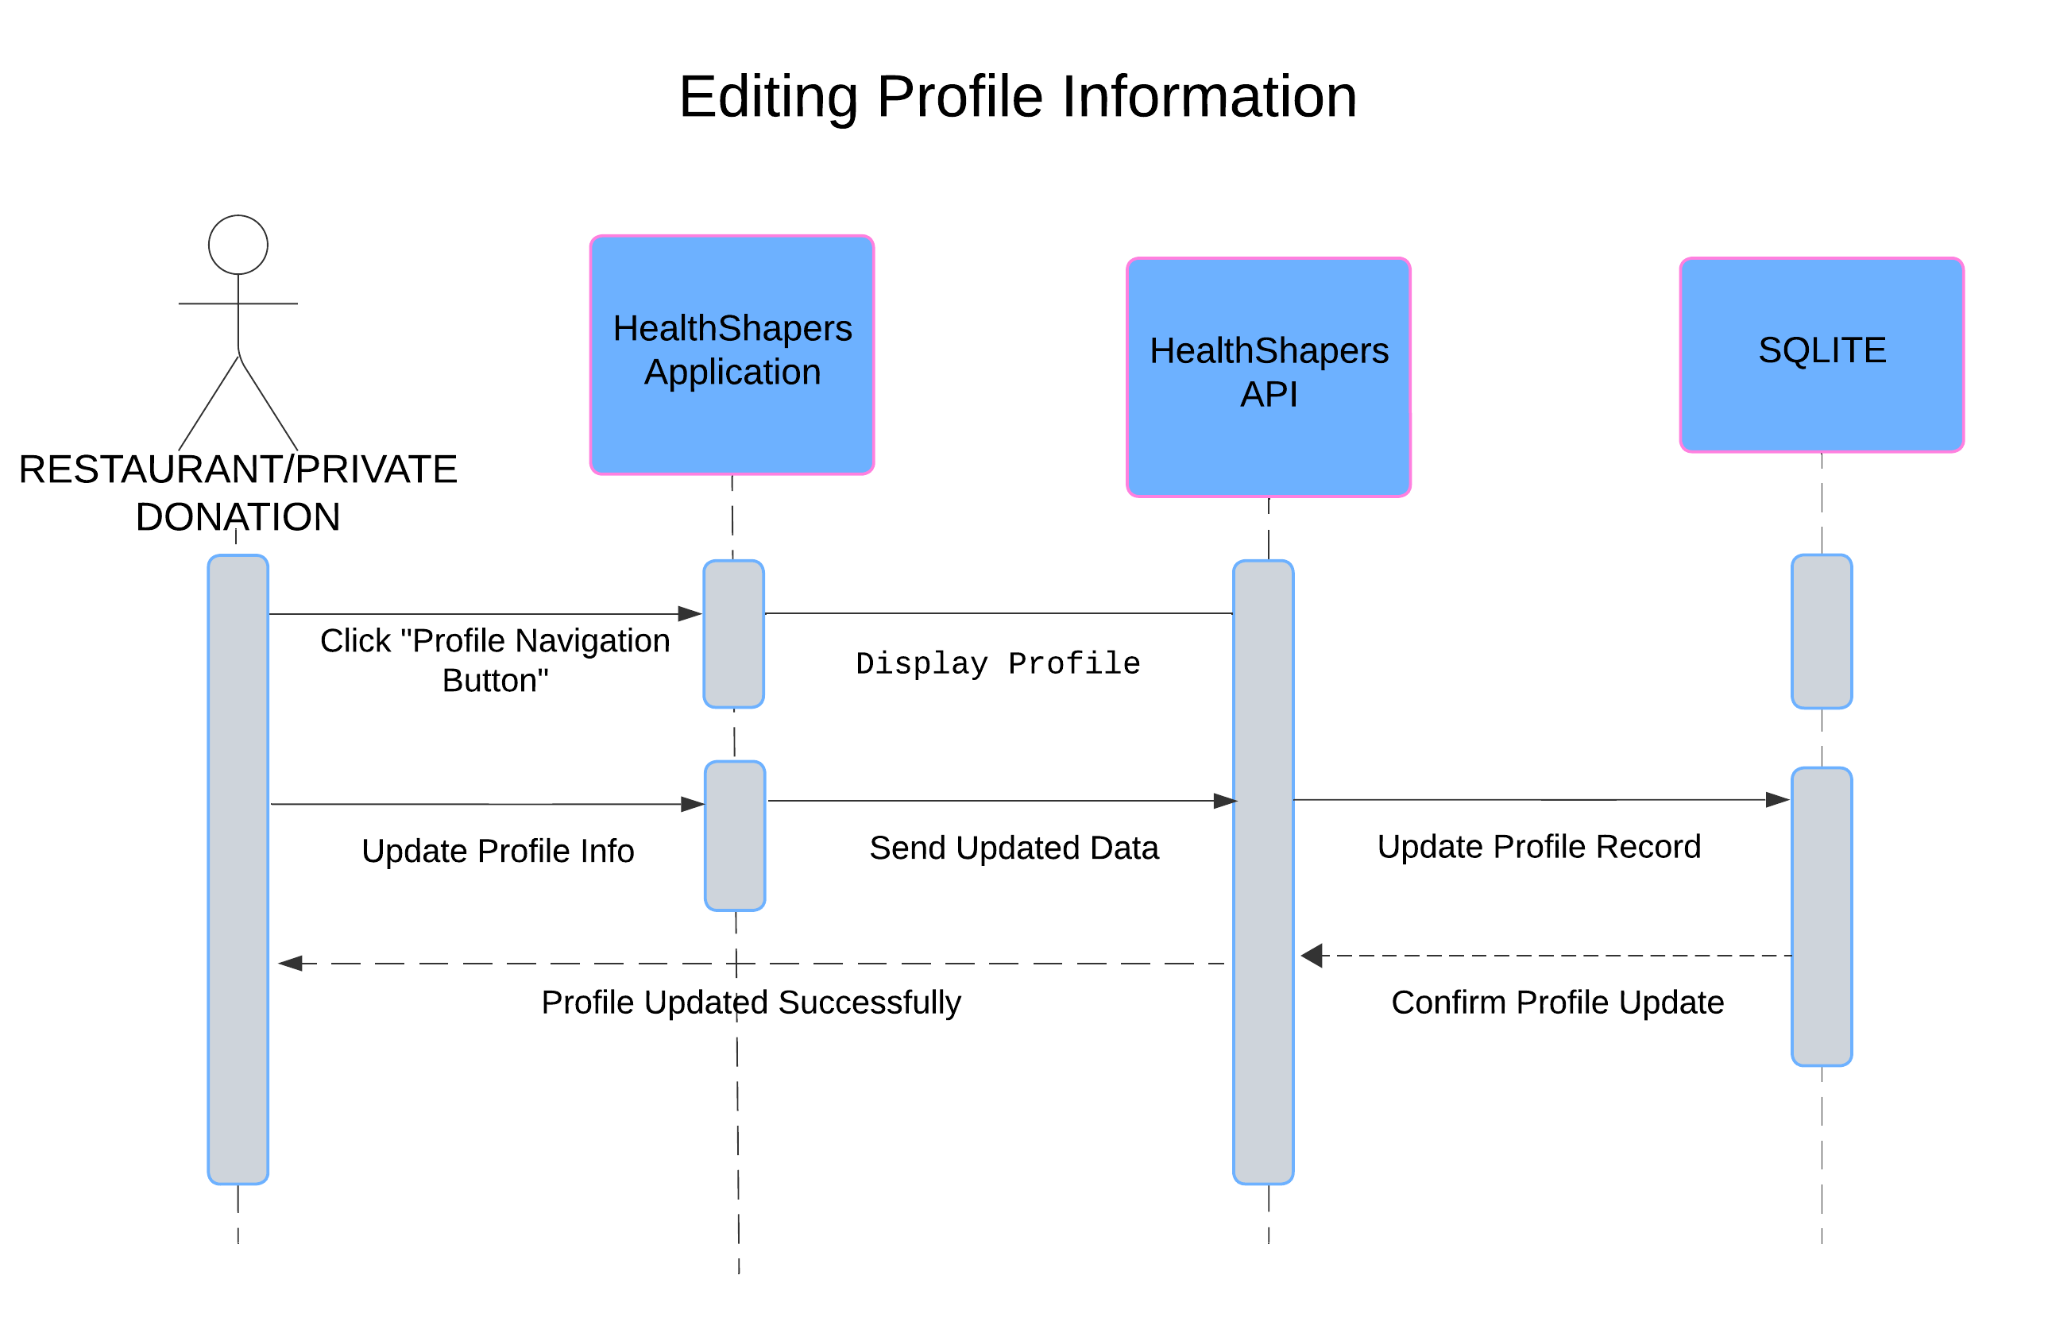 Editing Profile Information
HealthShapers
Application
HealthShapers
API
SQLITE
RESTAURANT/PRIVATE
DONATION
Click "Profile Navigation
Button"
Display Profile
Update Profile Info
Send Updated Data
Update Profile Record
Profile Updated Successfully
Confirm Profile Update